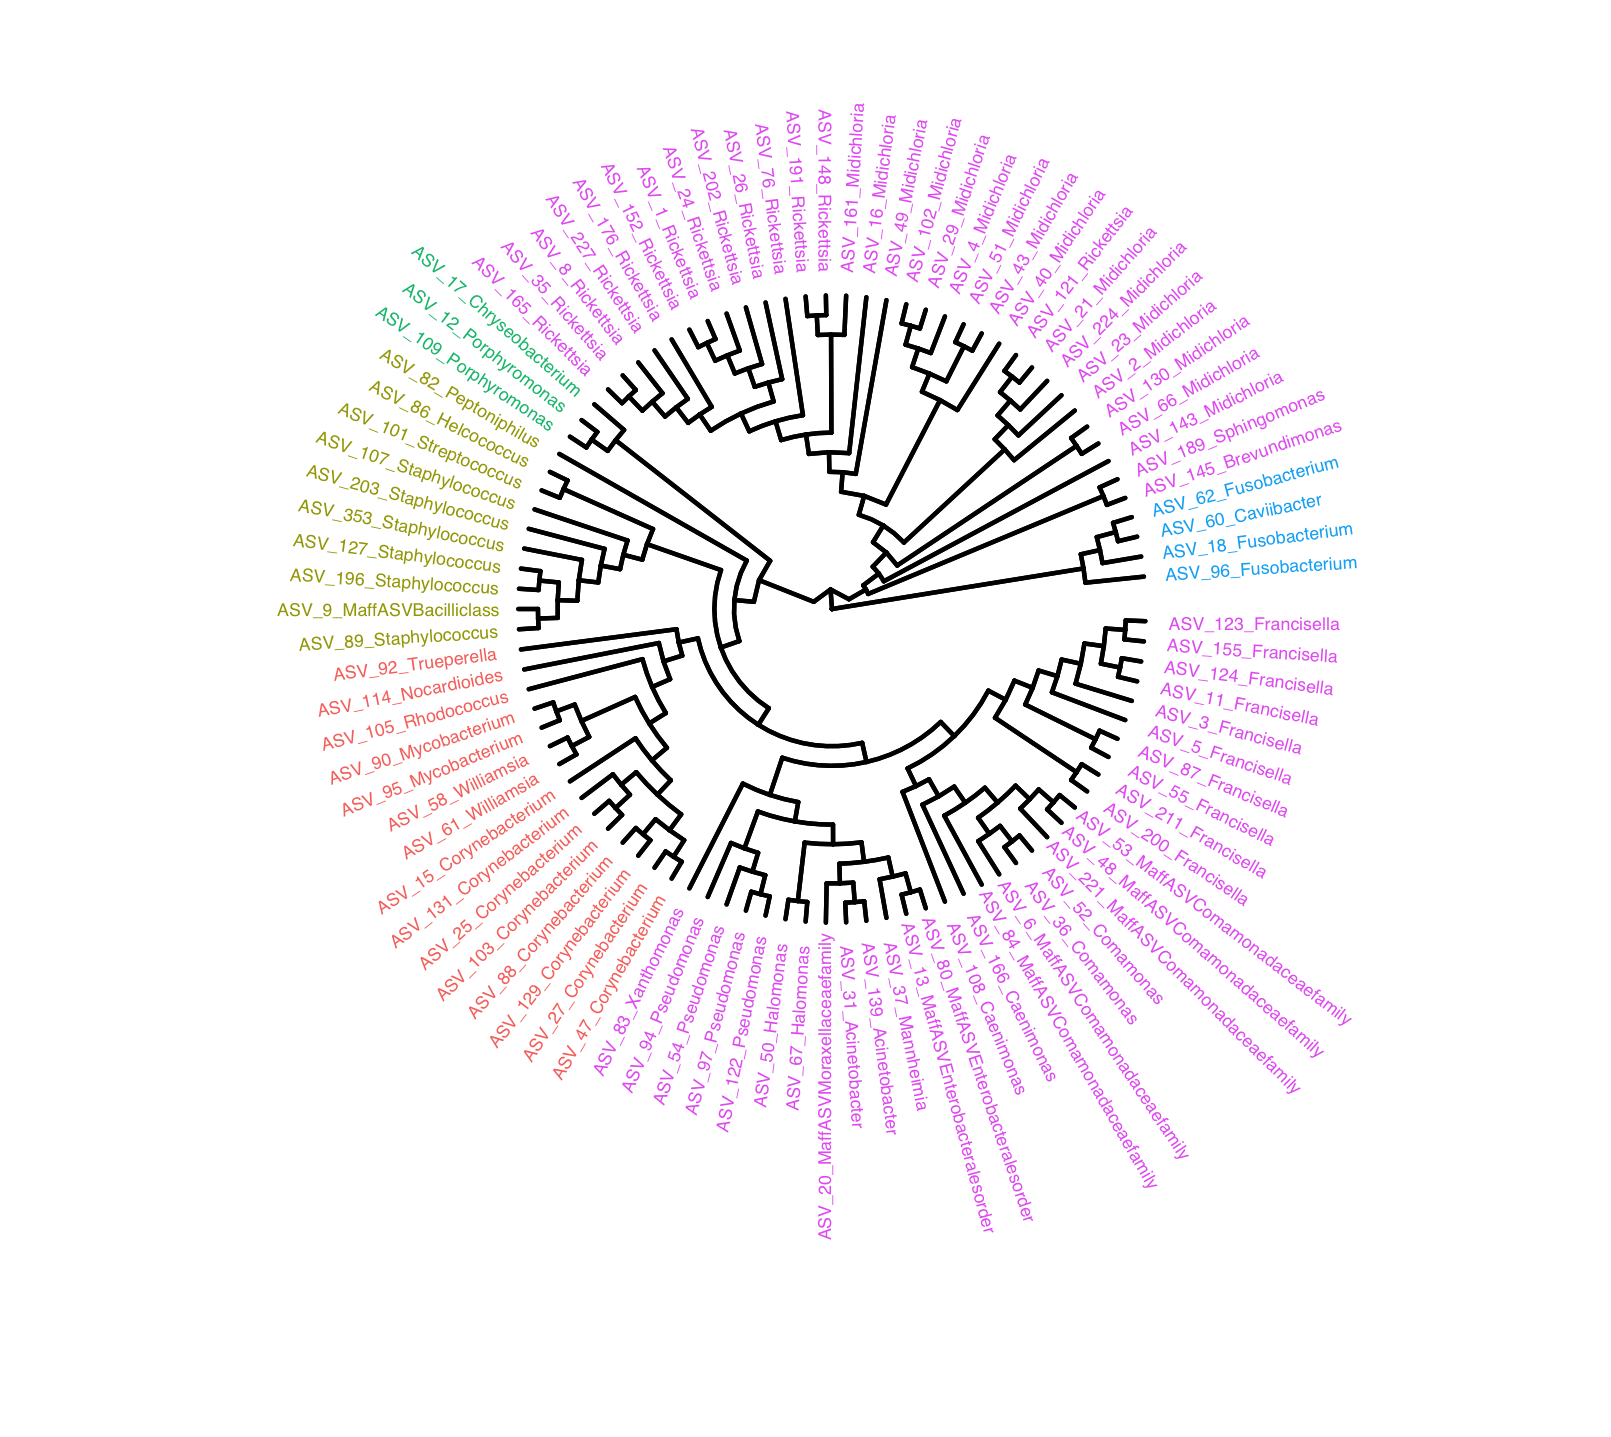 ASV_148_Rickettsia
ASV_161_Midichloria
ASV_16_Midichloria
ASV_49_Midichloria
ASV_102_Midichloria
ASV_29_Midichloria
ASV_4_Midichloria
ASV_51_Midichloria
ASV_43_Midichloria
ASV_40_Midichloria
ASV_121_Rickettsia
ASV_21_Midichloria
ASV_224_Midichloria
ASV_23_Midichloria
ASV_2_Midichloria
ASV_130_Midichloria
ASV_66_Midichloria
ASV_143_Midichloria
ASV_189_Sphingomonas
ASV_145_Brevundimonas
ASV_62_Fusobacterium
ASV_60_Caviibacter
ASV_18_Fusobacterium
ASV_96_Fusobacterium
ASV_123_Francisella
ASV_155_Francisella
ASV_124_Francisella
ASV_11_Francisella
ASV_3_Francisella
ASV_5_Francisella
ASV_87_Francisella
ASV_55_Francisella
ASV_211_Francisella
ASV_200_Francisella
ASV_53_MaffASVComamonadaceaefamily
ASV_48_MaffASVComamonadaceaefamily
ASV_221_MaffASVComamonadaceaefamily
ASV_52_Comamonas
ASV_36_Comamonas
ASV_6_MaffASVComamonadaceaefamily
ASV_84_MaffASVComamonadaceaefamily
ASV_166_Caenimonas
ASV_108_Caenimonas
ASV_80_MaffASVEnterobacteralesorder
ASV_13_MaffASVEnterobacteralesorder
ASV_37_Mannheimia
ASV_139_Acinetobacter
ASV_31_Acinetobacter
ASV_20_MaffASVMoraxellaceaefamily
ASV_67_Halomonas
ASV_50_Halomonas
ASV_122_Pseudomonas
ASV_97_Pseudomonas
ASV_54_Pseudomonas
ASV_94_Pseudomonas
ASV_83_Xanthomonas
ASV_47_Corynebacterium
ASV_27_Corynebacterium
ASV_129_Corynebacterium
ASV_88_Corynebacterium
ASV_103_Corynebacterium
ASV_25_Corynebacterium
ASV_131_Corynebacterium
ASV_15_Corynebacterium
ASV_61_Williamsia
ASV_58_Williamsia
ASV_95_Mycobacterium
ASV_90_Mycobacterium
ASV_105_Rhodococcus
ASV_114_Nocardioides
ASV_92_Trueperella
ASV_89_Staphylococcus
ASV_9_MaffASVBacilliclass
ASV_196_Staphylococcus
ASV_127_Staphylococcus
ASV_353_Staphylococcus
ASV_203_Staphylococcus
ASV_107_Staphylococcus
ASV_101_Streptococcus
ASV_86_Helcococcus
ASV_82_Peptoniphilus
ASV_109_Porphyromonas
ASV_12_Porphyromonas
ASV_17_Chryseobacterium
ASV_165_Rickettsia
ASV_35_Rickettsia
ASV_8_Rickettsia
ASV_227_Rickettsia
ASV_176_Rickettsia
ASV_152_Rickettsia
ASV_1_Rickettsia
ASV_24_Rickettsia
ASV_202_Rickettsia
ASV_26_Rickettsia
ASV_76_Rickettsia
ASV_191_Rickettsia